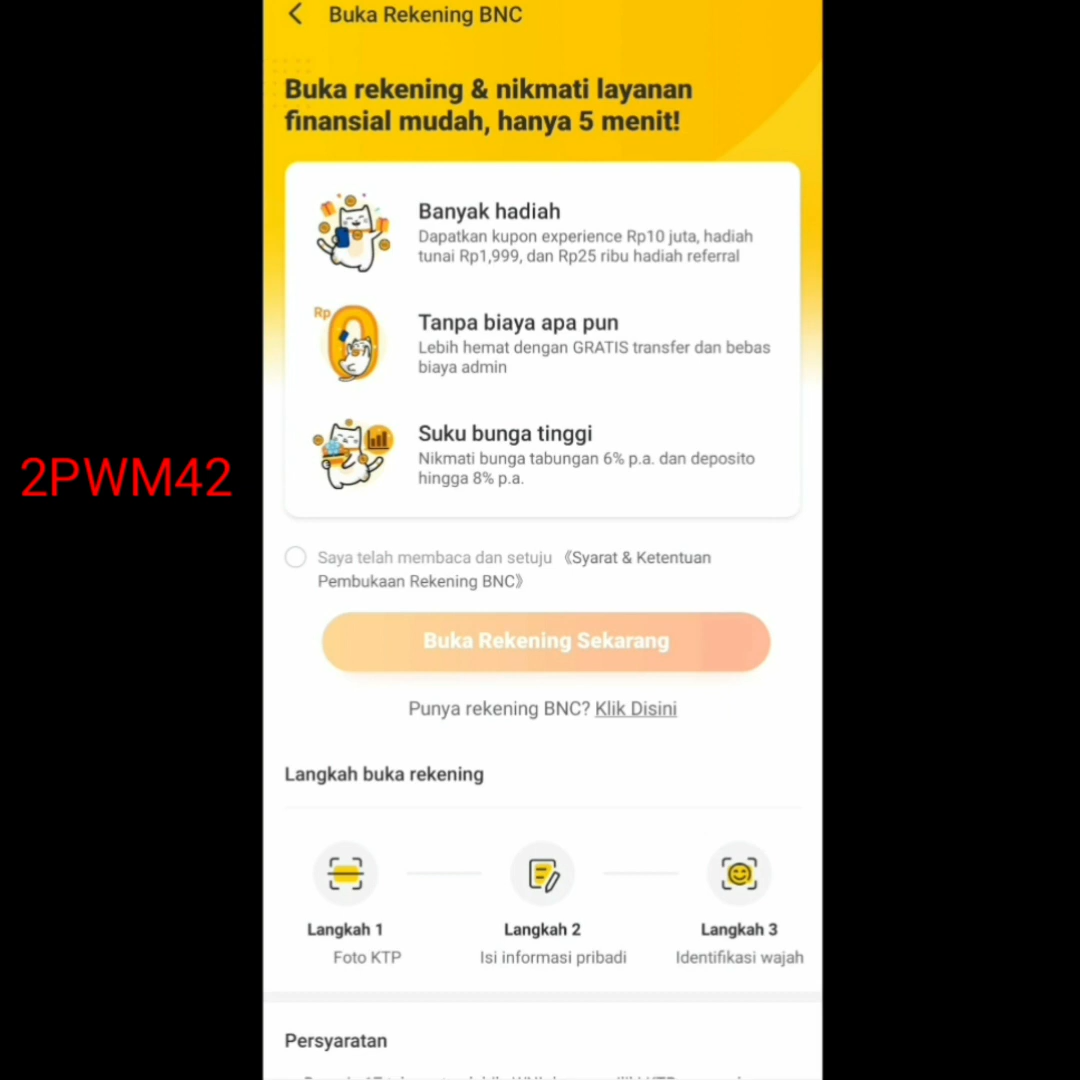 Buka Rekening BNC
Buka rekening & nikmati layanan
finansial mudah, hanya 5 menit!
Banyak hadiah
Dapatkan kupon experience Rp10 juta, hadiah
tunai Rp1,999, dan Rp25 ribu hadiah referral
Rp
0
Tanpa biaya apa pun
Lebih hemat dengan GRATIS transfer dan bebas
biaya admin
Suku bunga tinggi
Nikmati bunga tabungan 6% p.a. dan deposito
hingga 8% p.a.
2PWM42
Saya telah membaca dan setuju 《Syarat & Ketentuan
Pembukaan Rekening BNC》
Buka Rekening Sekarang
Punya rekening BNC? Klik Disini
Langkah buka rekening
Langkah 1
Foto KTP
Langkah 2
Isi informasi pribadi
Langkah 3
Identifikasi wajah
Persyaratan